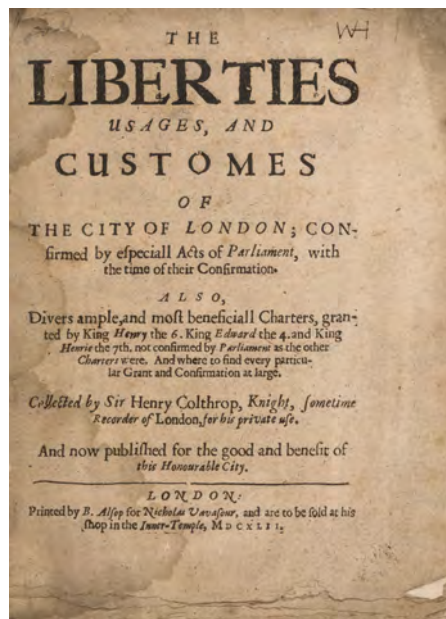 WH
THE
LIBERTIES
USAGES, AND
CUSTOMES
OF
THE CITY OF LONDON; CON-
firmed by eſpeciall Acts of Parliament, with
the time of their Confirmation.
ALSO,
Divers ample, and moſt beneficiall Charters, gran-
ted by King Henry the 6. King Edward the 4. and King
Henrie the 7th. not confirmed by Parliament as the other
Charters were. And where to find every particu-
lar Grant and Confirmation at large.
Collected by Sir Henry Colthrop, Knight, ſometime
Recorder of London, for his private uſe.
And now publiſhed for the good and benefit of
this Honourable City.
LONDON:
Printed by B. Alſop for Nicholas Vavaſour, and are to be ſold at his
ſhop in the Inner-Temple, MDCXLII.